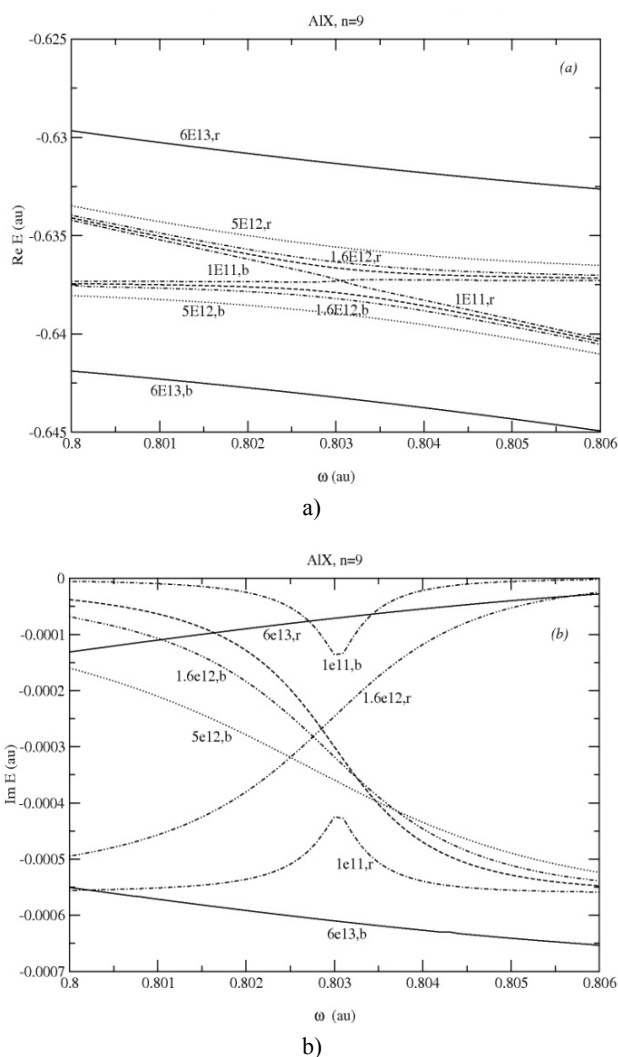 AlX, n=9
-0.625
(a)
6E13,r
-0.63
5E12,r
Re E (au)
-0.635
1.6E12,r
1E11,b
1E11,r
5E12,b
1.6E12,b
-0.64
6E13,b
-0.645
0.8 0.801 0.802 0.803 0.804 0.805 0.806
ω (au)
a)
AlX, n=9
0
(b)
6e13,r
-0.0001
1e11,b
1.6e12,b
1.6e12,r
-0.0002
5e12,b
Im E (au)
-0.0003
-0.0004
1e11,r
-0.0005
-0.0006
6e13,b
-0.0007
0.8 0.801 0.802 0.803 0.804 0.805 0.806
ω (au)
b)